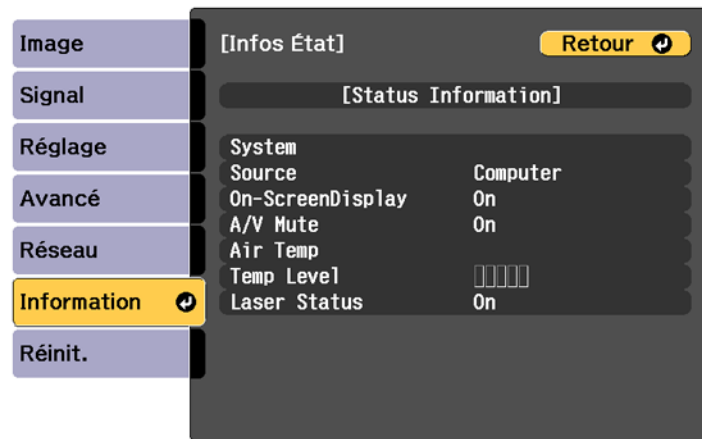 Image
Signal
Réglage
Avancé
Réseau
Information
Réinit.
[Infos État]
Retour
[Status Information]
System
Source Computer
On-ScreenDisplay On
A/V Mute On
Air Temp
Temp Level
Laser Status On